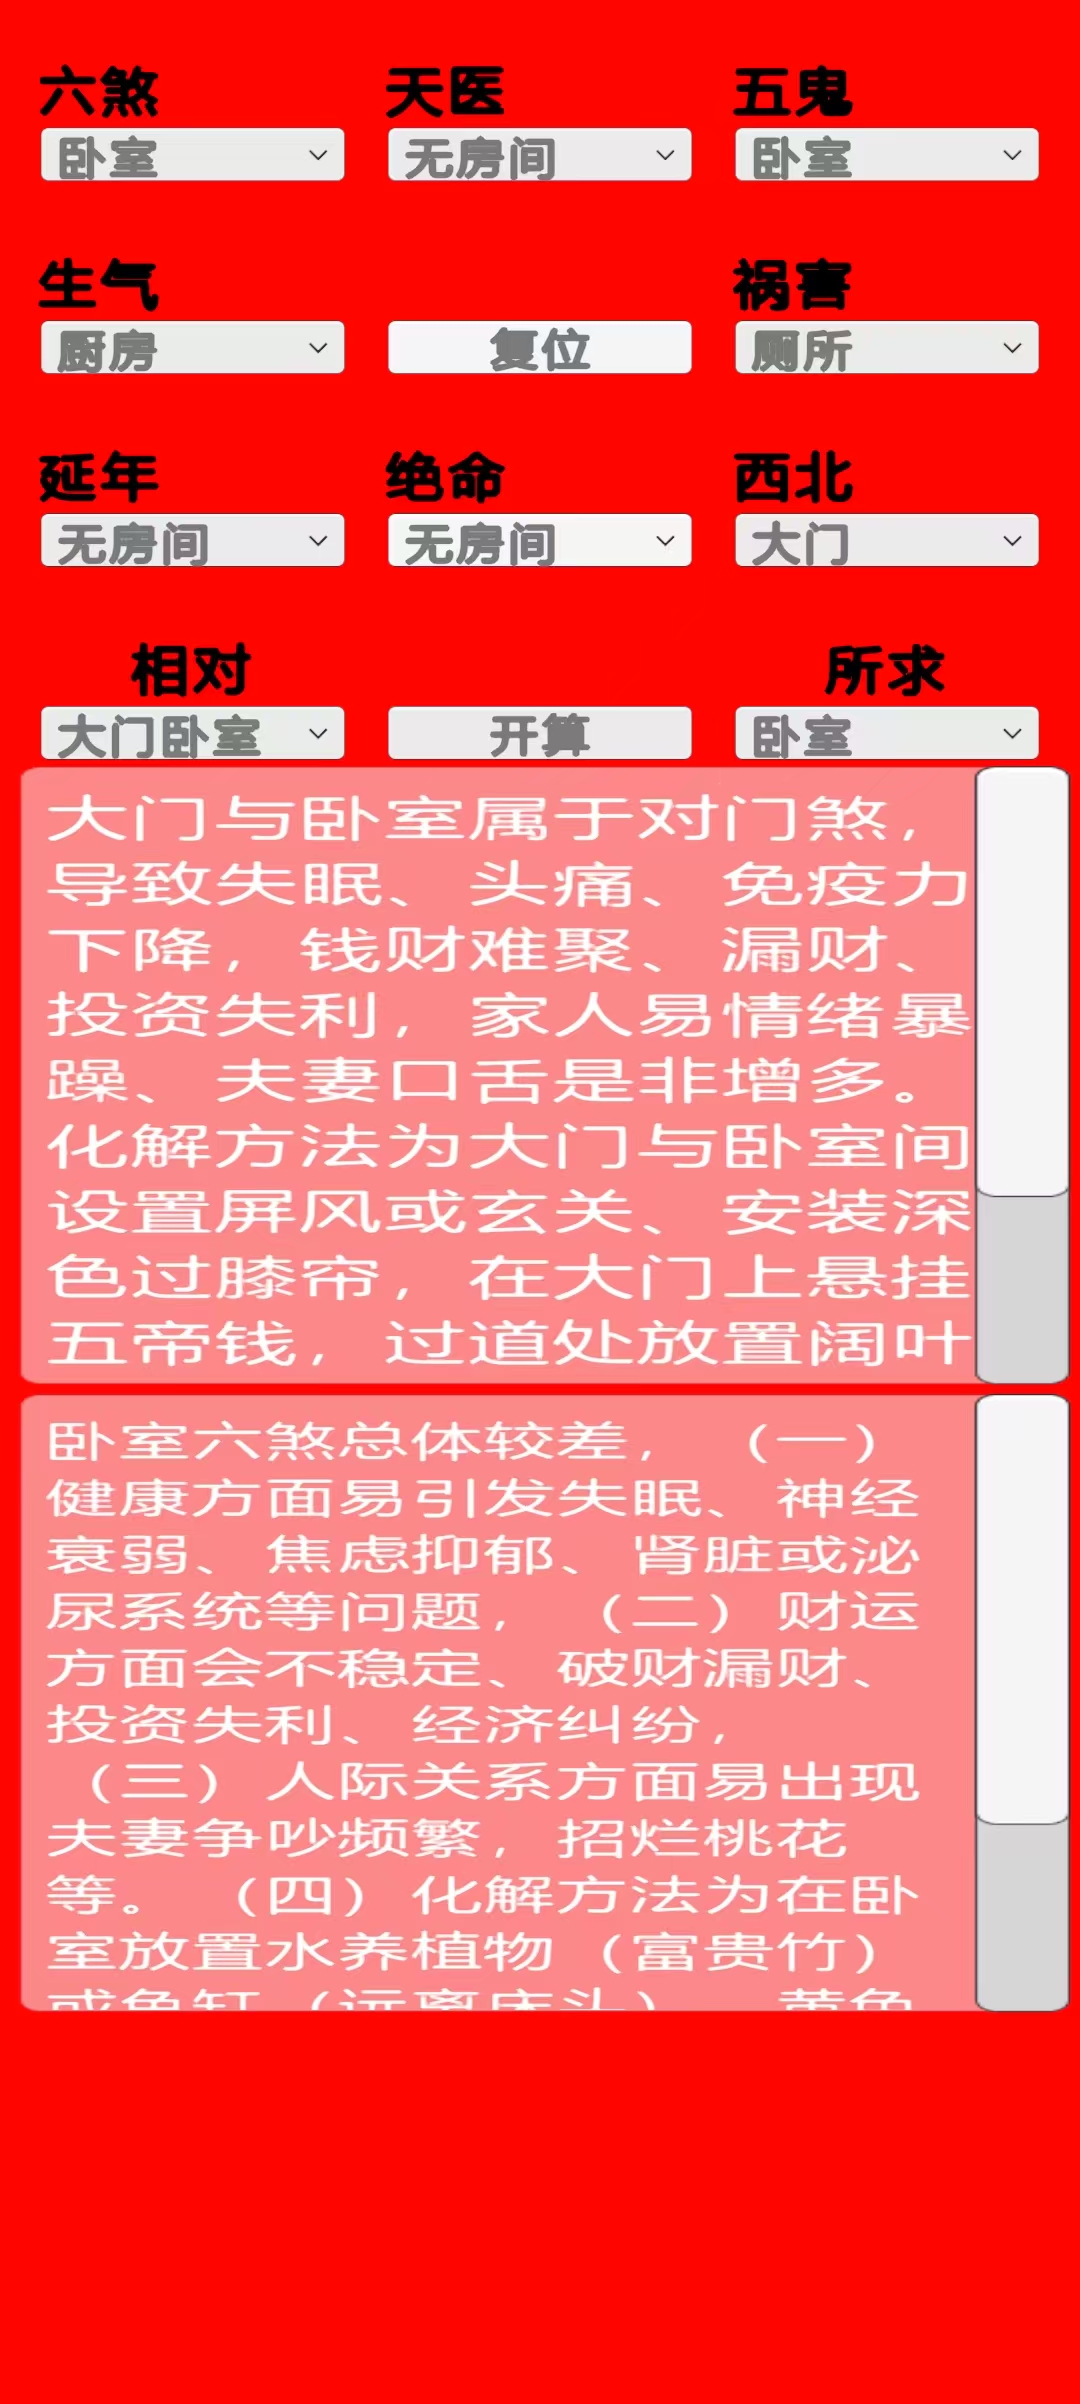 六煞 天医 五鬼
卧室 无房间 卧室
生气 祸害
厨房 复位 厕所
延年 绝命 西北
无房间 无房间 大门
相对 所求
大门卧室 开算 卧室
大门与卧室属于对门煞，
导致失眠、头痛、免疫力
下降，钱财难聚、漏财、
投资失利，家人易情绪暴
躁、夫妻口舌是非增多。
化解方法为大门与卧室间
设置屏风或玄关、安装深
色过膝帘，在大门上悬挂
五帝钱，过道处放置阔叶
卧室六煞总体较差，（一）
健康方面易引发失眠、神经
衰弱、焦虑抑郁、肾脏或泌
尿系统等问题，（二）财运
方面会不稳定、破财漏财、
投资失利、经济纠纷，
（三）人际关系方面易出现
夫妻争吵频繁，招烂桃花
等。（四）化解方法为在卧
室放置水养植物（富贵竹）
或鱼缸（远离床头）、黄色